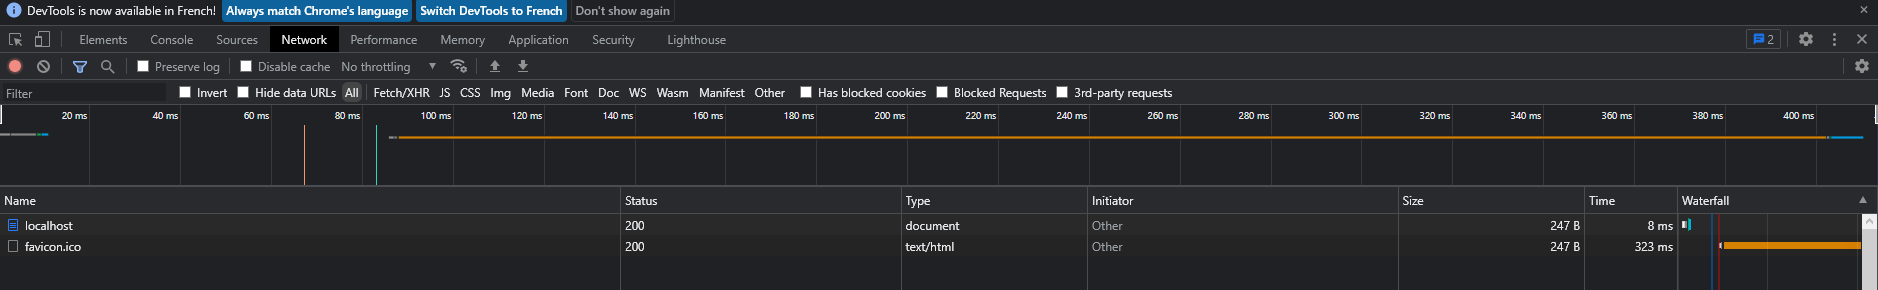 DevTools is now available in French! Always match Chrome's language Switch DevTools to French Don't show again
Elements Console Sources Network Performance Memory Application Security Lighthouse 2
Preserve log Disable cache No throttling
Filter Invert Hide data URLs All Fetch/XHR JS CSS Img Media Font Doc WS Wasm Manifest Other Has blocked cookies Blocked Requests 3rd-party requests
20 ms 40 ms 60 ms 80 ms 100 ms 120 ms 140 ms 160 ms 180 ms 200 ms 220 ms 240 ms 260 ms 280 ms 300 ms 320 ms 340 ms 360 ms 380 ms 400 ms
Name Status Type Initiator Size Time Waterfall
localhost 200 document Other 247 B 8 ms
favicon.ico 200 text/html Other 247 B 323 ms